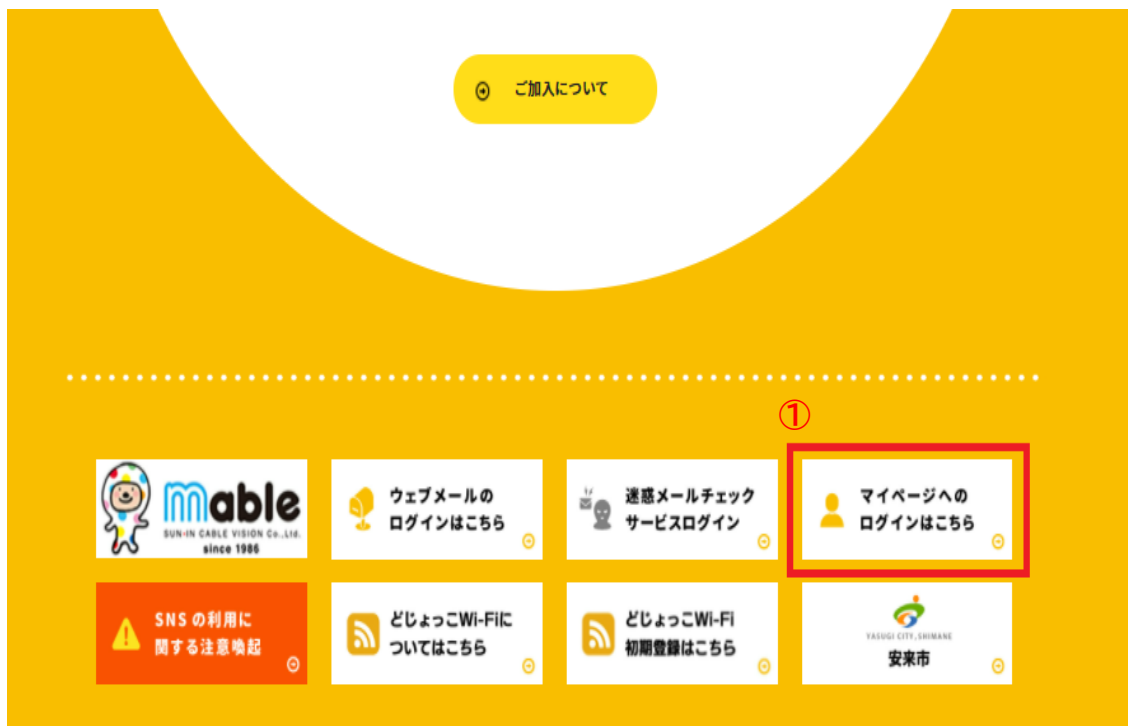 ご加入について
①
mable
SUN-IN CABLE VISION Co.,Ltd.
since 1986
ウェブメールの
ログインはこちら
迷惑メールチェック
サービスログイン
マイページへの
ログインはこちら
SNSの利用に
関する注意喚起
どじょっこWi-Fiに
ついてはこちら
どじょっこWi-Fi
初期登録はこちら
YASUGI CITY, SHIMANE
安来市